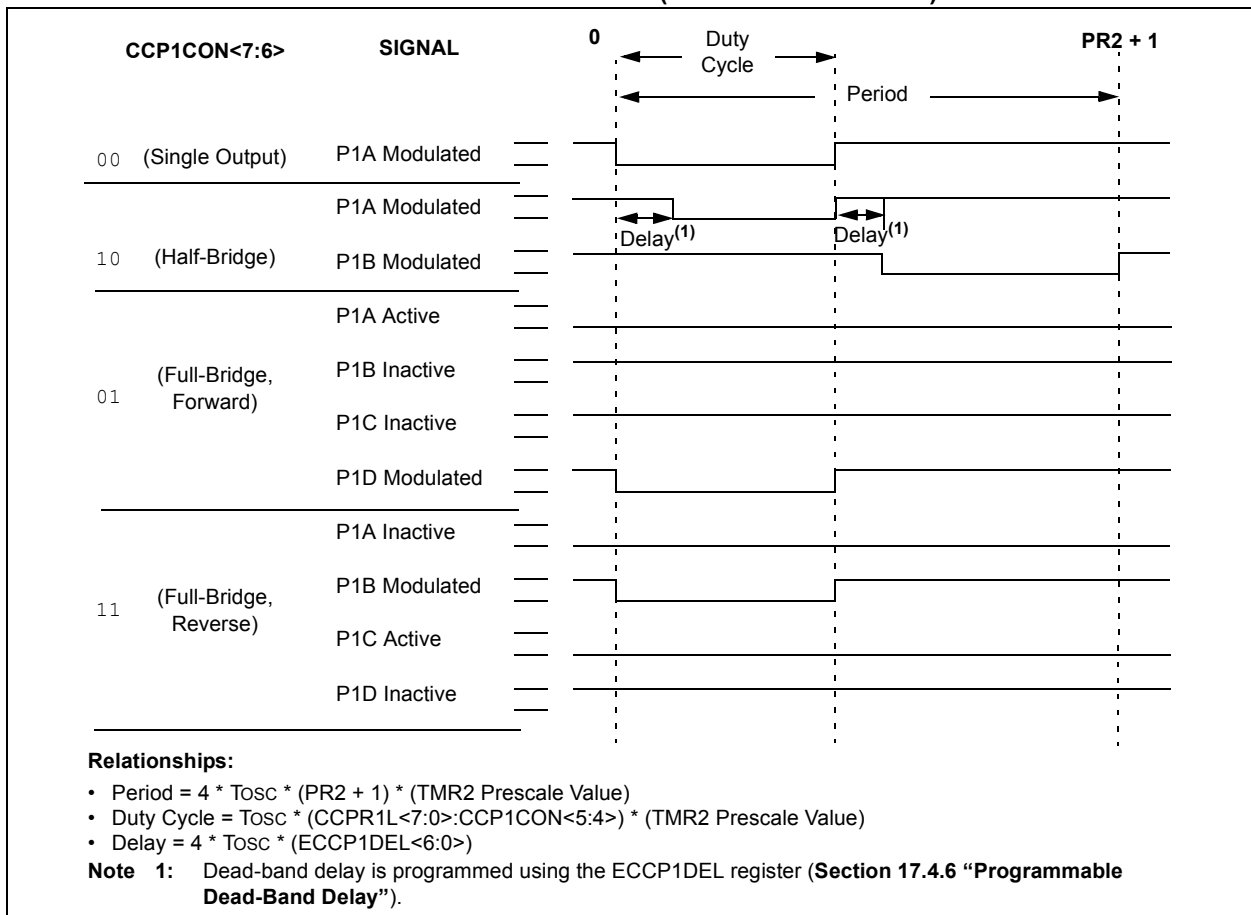 CCP1CON<7:6> SIGNAL 0 Duty Cycle PR2 + 1
Period
00 (Single Output) P1A Modulated
P1A Modulated
Delay(1) Delay(1)
10 (Half-Bridge) P1B Modulated
P1A Active
P1B Inactive
01 (Full-Bridge, Forward)
P1C Inactive
P1D Modulated
P1A Inactive
P1B Modulated
11 (Full-Bridge, Reverse)
P1C Active
P1D Inactive
Relationships:
• Period = 4 * TOSC * (PR2 + 1) * (TMR2 Prescale Value)
• Duty Cycle = TOSC * (CCPR1L<7:0>:CCP1CON<5:4>) * (TMR2 Prescale Value)
• Delay = 4 * TOSC * (ECCP1DEL<6:0>)
Note 1: Dead-band delay is programmed using the ECCP1DEL register (Section 17.4.6 “Programmable
Dead-Band Delay”).